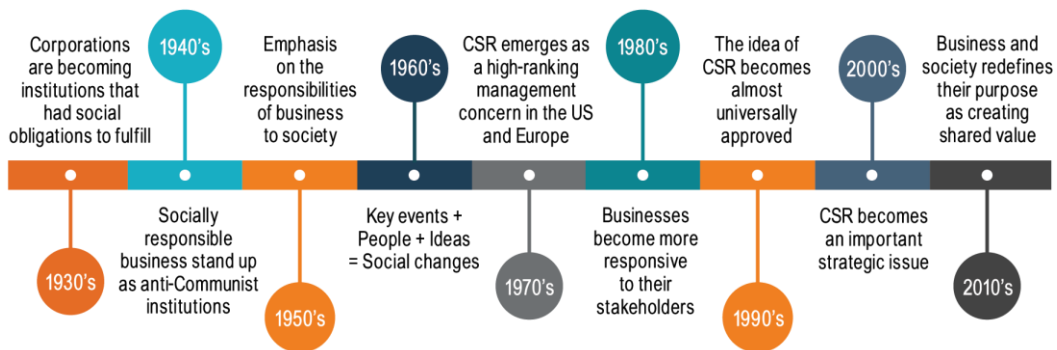 Corporations
are becoming
institutions that
had social
obligations to fulfill
1930's
1940's
Socially
responsible
business stand up
as anti-Communist
institutions
Emphasis
on the
responsibilities
of business
to society
1950's
1960's
Key events +
People + Ideas
= Social changes
CSR emerges as
a high-ranking
management
concern in the US
and Europe
1970's
1980's
Businesses
become more
responsive
to their
stakeholders
The idea of
CSR becomes
almost
universally
approved
1990's
2000's
CSR becomes
an important
strategic issue
Business and
society redefines
their purpose
as creating
shared value
2010's